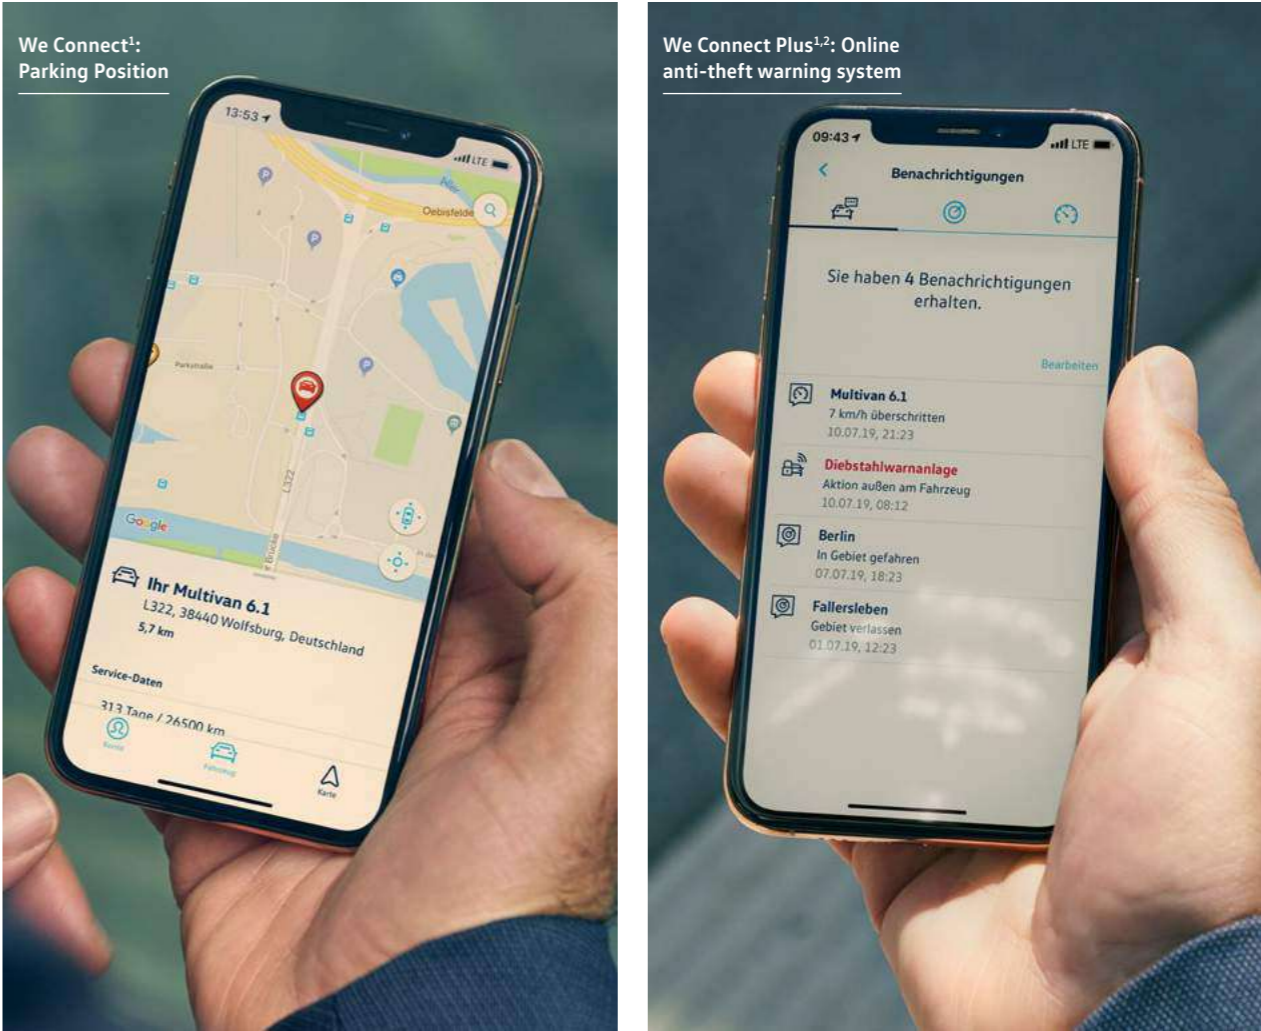 We Connect¹:
Parking Position
13:53
LTE
Aller
Oebisfelde
P
P
P
Parkstraße
L322
Google
Ihr Multivan 6.1
L322, 38440 Wolfsburg, Deutschland
5,7 km
Service-Daten
313 Tage / 26500 km
Fahrzeug
Karte
We Connect Plus¹,²: Online
anti-theft warning system
09:43
LTE
Benachrichtigungen
Sie haben 4 Benachrichtigungen
erhalten.
Bearbeiten
Multivan 6.1
7 km/h überschritten
10.07.19, 21:23
Diebstahlwarnanlage
Aktion außen am Fahrzeug
10.07.19, 08:12
Berlin
In Gebiet gefahren
07.07.19, 18:23
Fallersleben
Gebiet verlassen
01.07.19, 12:23